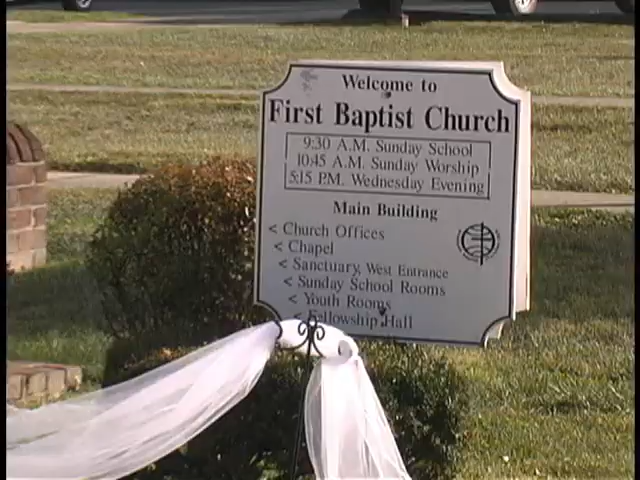 Welcome to
First Baptist Church
9:30 A.M. Sunday School
10:45 A.M. Sunday Worship
5:15 P.M. Wednesday Evening
Main Building
< Church Offices
< Chapel
< Sanctuary, West Entrance
< Sunday School Rooms
< Youth Rooms
< Fellowship Hall